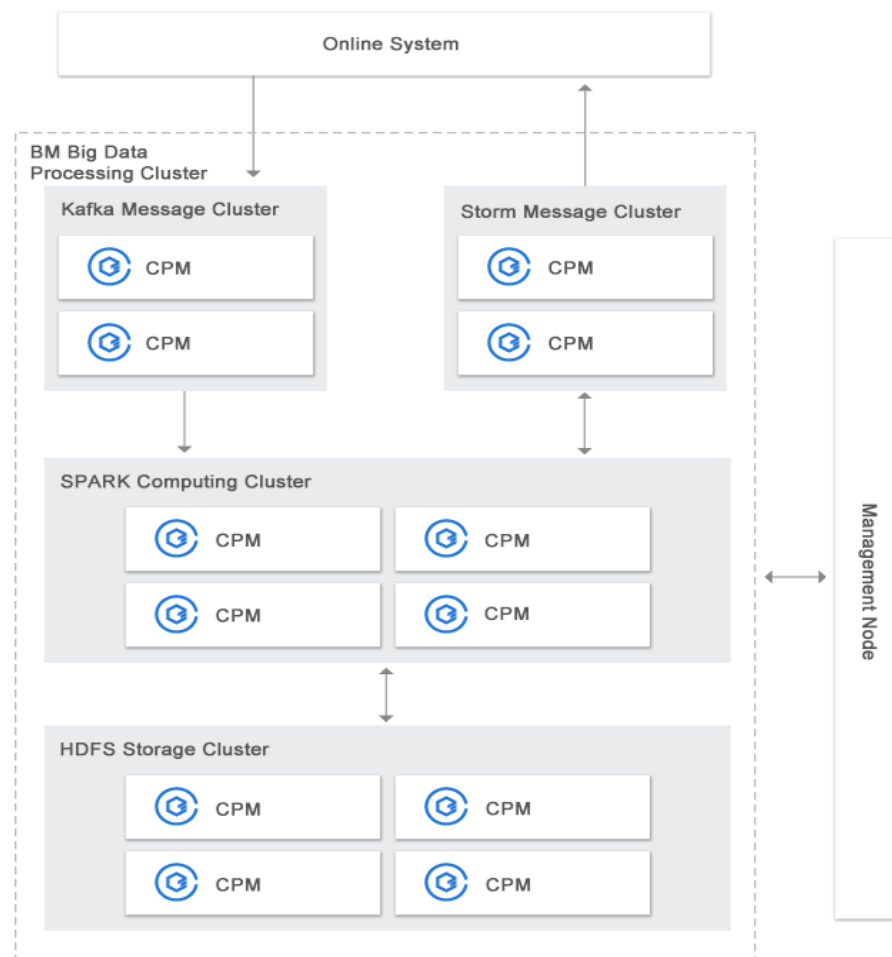 Online System
BM Big Data
Processing Cluster
Kafka Message Cluster
CPM
CPM
Storm Message Cluster
CPM
CPM
SPARK Computing Cluster
CPM
CPM
CPM
CPM
HDFS Storage Cluster
CPM
CPM
CPM
CPM
Management Node